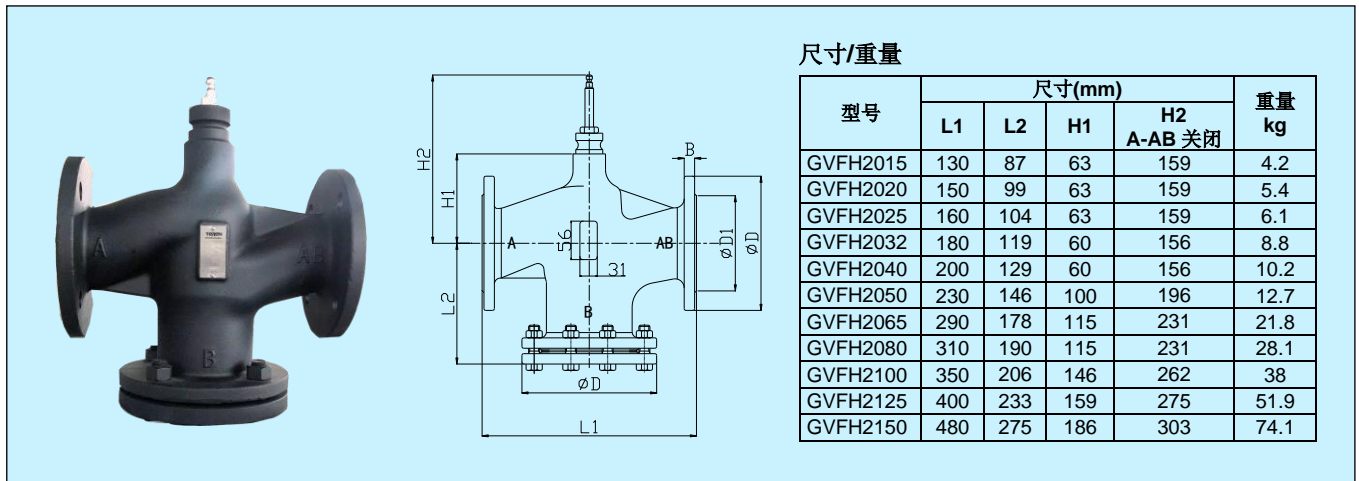 尺寸/重量
型号 尺寸(mm) 重量 kg
L1 L2 H1 H2 A-AB 关闭
GVFH2015 130 87 63 159 4.2
GVFH2020 150 99 63 159 5.4
GVFH2025 160 104 63 159 6.1
GVFH2032 180 119 60 156 8.8
GVFH2040 200 129 60 156 10.2
GVFH2050 230 146 100 196 12.7
GVFH2065 290 178 115 231 21.8
GVFH2080 310 190 115 231 28.1
GVFH2100 350 206 146 262 38
GVFH2125 400 233 159 275 51.9
GVFH2150 480 275 186 303 74.1
A
AB
B
H2
H1
L2
B
A
56
AB
31
B
øD1
øD
øD
L1